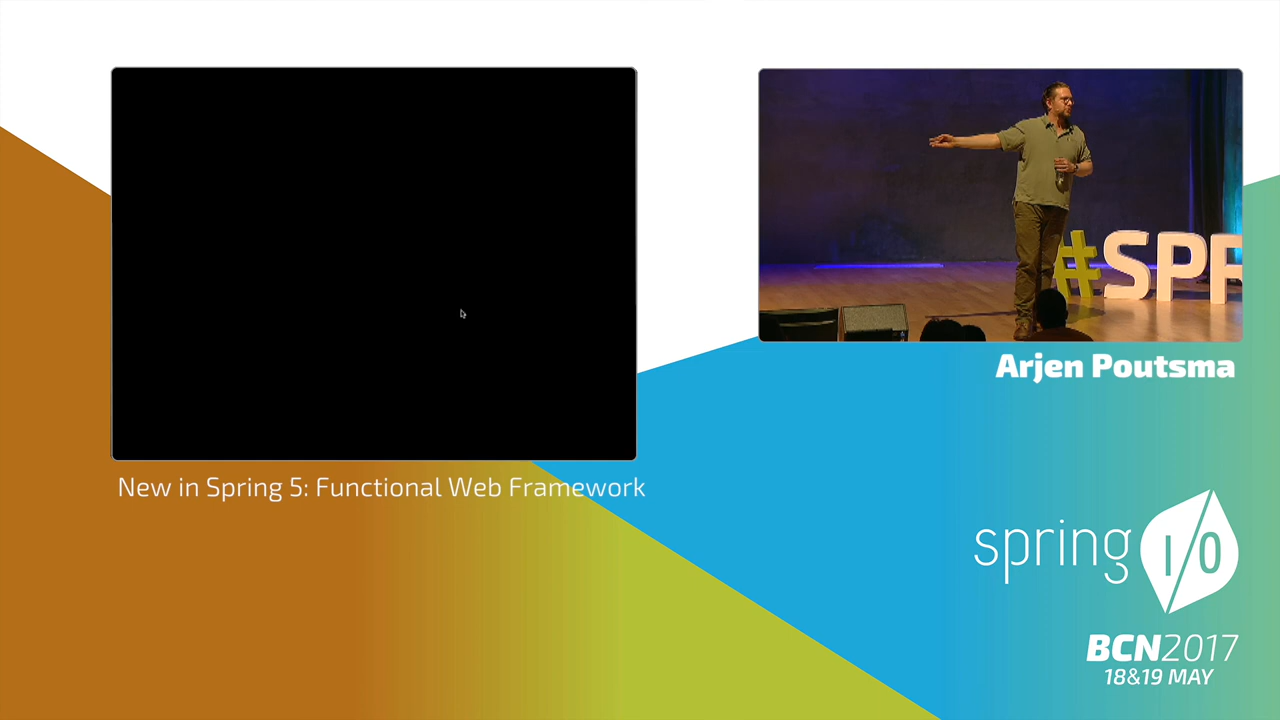 #SPR
Arjen Poutsma
New in Spring 5: Functional Web Framework
spring I/O
BCN2017
18&19 MAY